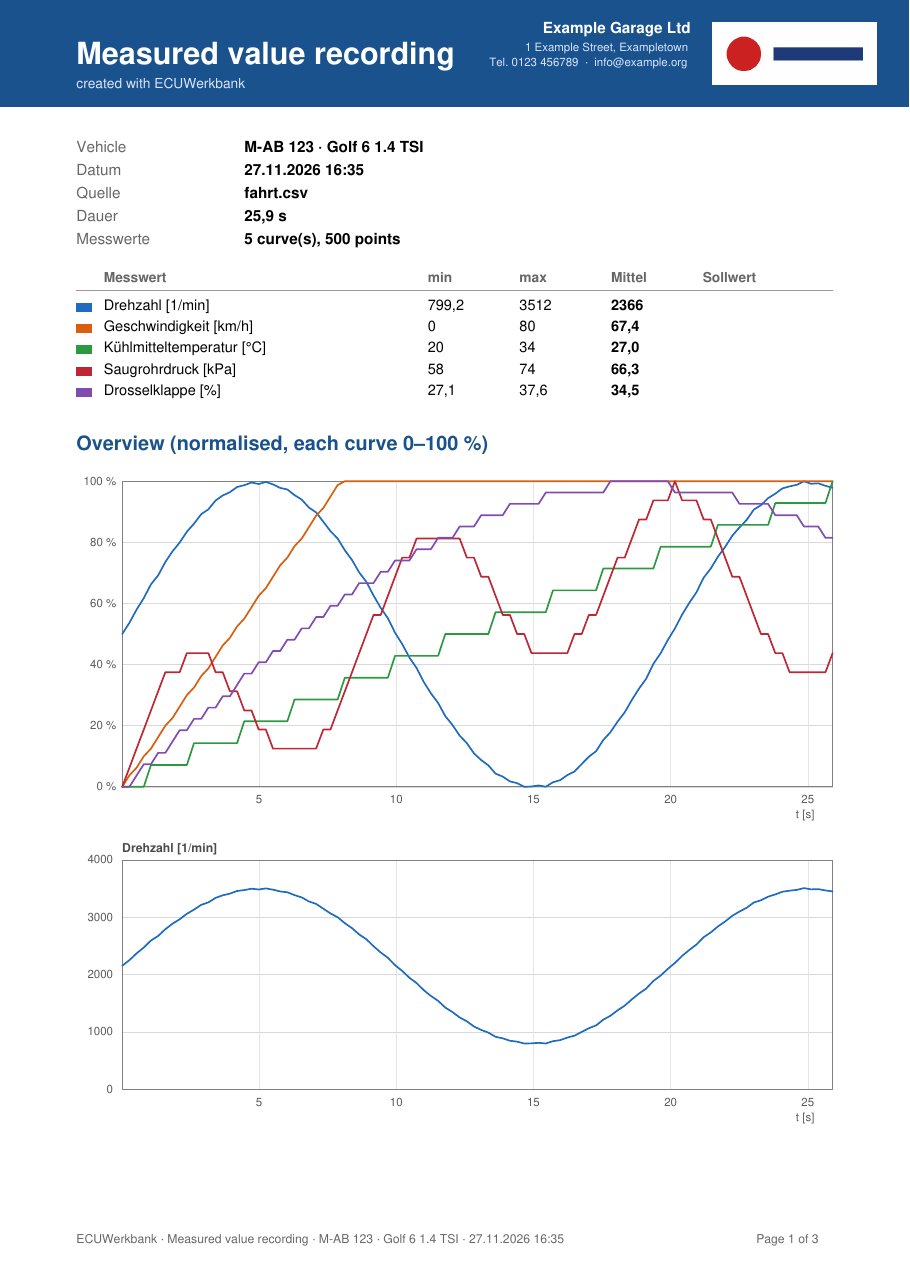 Measured value recording
created with ECUWerkbank
Example Garage Ltd
1 Example Street, Exampletown
Tel. 0123 456789 · info@example.org
Vehicle M-AB 123 · Golf 6 1.4 TSI
Datum 27.11.2026 16:35
Quelle fahrt.csv
Dauer 25,9 s
Messwerte 5 curve(s), 500 points
Messwert min max Mittel Sollwert
Drehzahl [1/min] 799,2 3512 2366
Geschwindigkeit [km/h] 0 80 67,4
Kühlmitteltemperatur [°C] 20 34 27,0
Saugrohrdruck [kPa] 58 74 66,3
Drosselklappe [%] 27,1 37,6 34,5
Overview (normalised, each curve 0–100 %)
100 %
80 %
60 %
40 %
20 %
0 %
5 10 15 20 25
t [s]
Drehzahl [1/min]
4000
3000
2000
1000
0
5 10 15 20 25
t [s]
ECUWerkbank · Measured value recording · M-AB 123 · Golf 6 1.4 TSI · 27.11.2026 16:35 Page 1 of 3